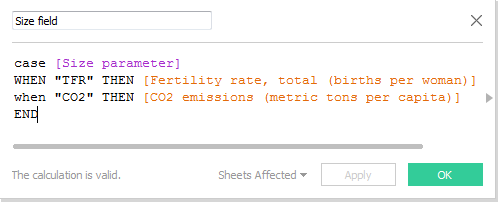 Size field
case [Size parameter]
WHEN "TFR" THEN [Fertility rate, total (births per woman)]
when "CO2" THEN [CO2 emissions (metric tons per capita)]
END
The calculation is valid.
Sheets Affected
Apply
OK